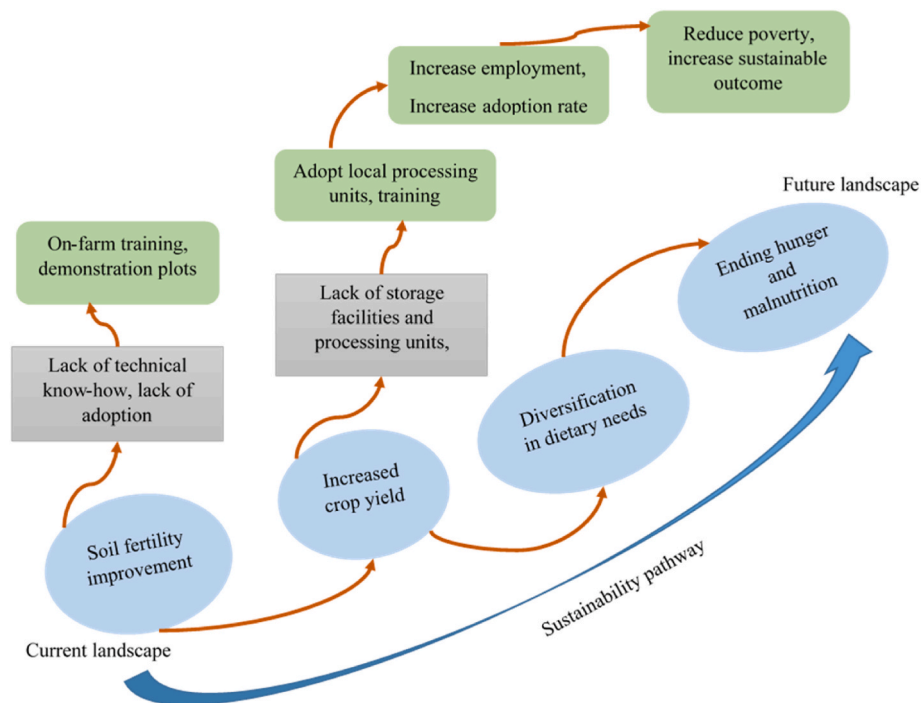 Reduce poverty,
increase sustainable
outcome
Increase employment,
Increase adoption rate
Adopt local processing
units, training
Future landscape
On-farm training,
demonstration plots
Ending hunger
and
malnutrition
Lack of storage
facilities and
processing units,
Lack of technical
know-how, lack of
adoption
Diversification
in dietary needs
Increased
crop yield
Soil fertility
improvement
Sustainability pathway
Current landscape